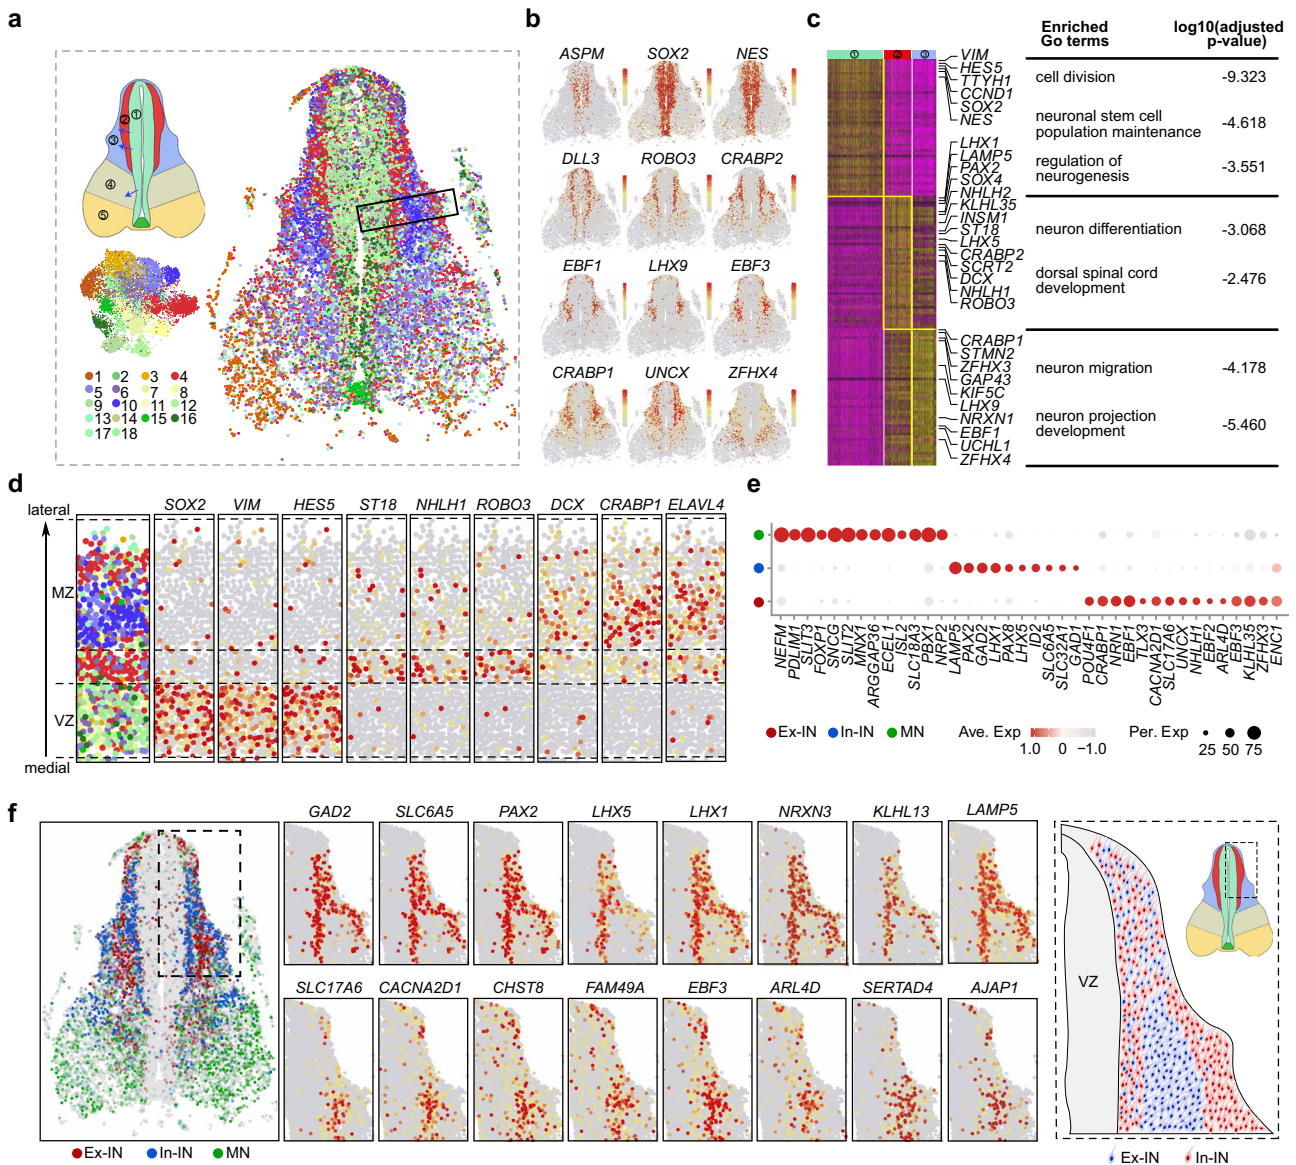 a
① ② ③ ④ ⑤
1 2 3 4
5 6 7 8
9 10 11 12
13 14 15 16
17 18
b
ASPM SOX2 NES
DLL3 ROBO3 CRABP2
EBF1 LHX9 EBF3
CRABP1 UNCX ZFHX4
c
① ② ③
VIM
HES5
TTYH1
CCND1
SOX2
NES
LHX1
LAMP5
PAX2
SOX4
NHLH2
KLHL35
INSM1
ST18
LHX5
CRABP2
SCRT2
DCX
NHLH1
ROBO3
CRABP1
STMN2
ZFHX3
GAP43
KIF5C
LHX9
NRXN1
EBF1
UCHL1
ZFHX4
Enriched
Go terms
log10(adjusted
p-value)
cell division -9.323
neuronal stem cell
population maintenance -4.618
regulation of
neurogenesis -3.551
neuron differentiation -3.068
dorsal spinal cord
development -2.476
neuron migration -4.178
neuron projection
development -5.460
d
lateral
MZ
VZ
medial
SOX2 VIM HES5 ST18 NHLH1 ROBO3 DCX CRABP1 ELAVL4
e
NEFM PDLIM1 SLIT3 FOXP1 SNCG SLIT2 MNX1 ARGGAP36 ECEL1 ISL2 SLC18A3 PBX1 NRP2 LAMP5 PAX2 GAD2 LHX1 PAX8 LHX5 ID2 SLC6A5 SLC32A1 GAD1 POU4F1 CRABP1 NRN1 EBF1 TLX3 CACNA2D1 SLC17A6 UNCX NHLH1 EBF2 ARL4D EBF3 KLHL35 ZFHX3 ENC1
Ex-IN In-IN MN Ave. Exp Per. Exp
1.0 0 -1.0 25 50 75
f
GAD2 SLC6A5 PAX2 LHX5 LHX1 NRXN3 KLHL13 LAMP5
SLC17A6 CACNA2D1 CHST8 FAM49A EBF3 ARL4D SERTAD4 AJAP1
Ex-IN In-IN MN
VZ
Ex-IN In-IN